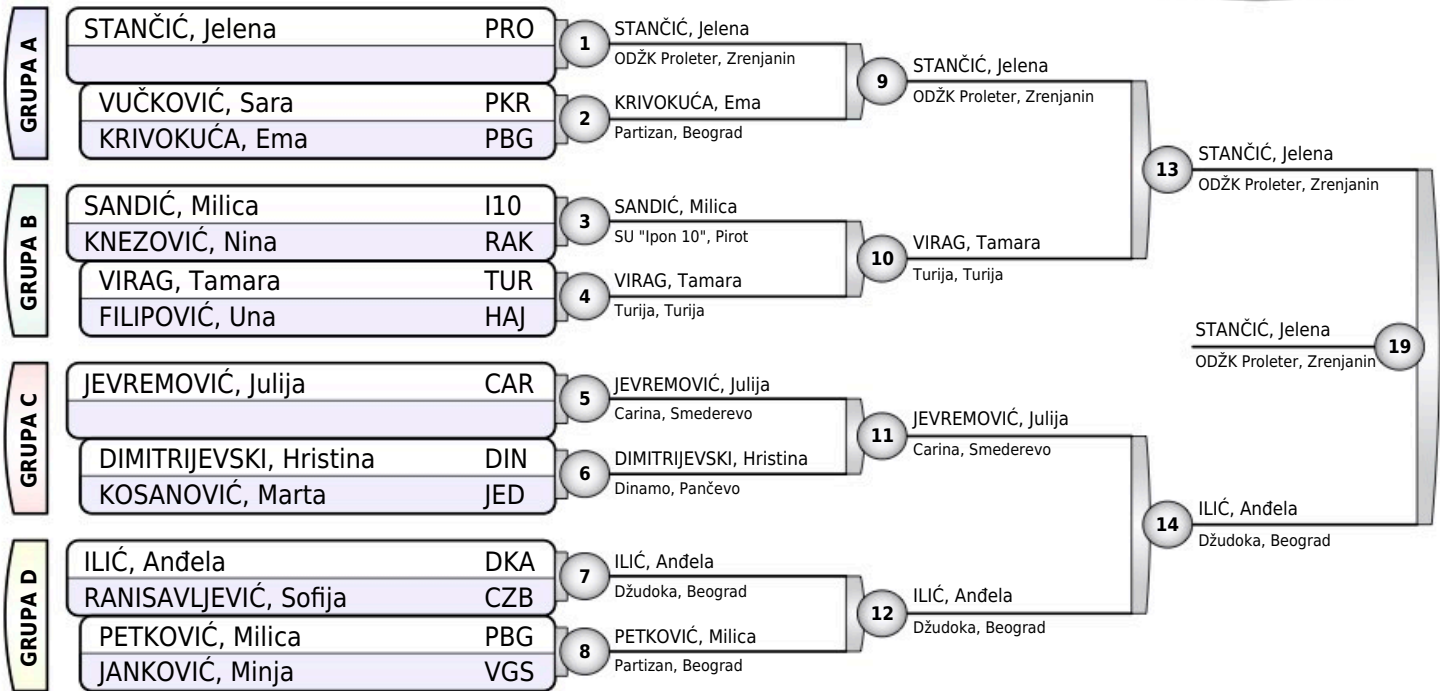 GRUPA A
STANČIĆ, Jelena PRO
VUČKOVIĆ, Sara PKR
KRIVOKUĆA, Ema PBG
GRUPA B
SANDIĆ, Milica I10
KNEZOVIĆ, Nina RAK
VIRAG, Tamara TUR
FILIPOVIĆ, Una HAJ
GRUPA C
JEVREMOVIĆ, Julija CAR
DIMITRIJEVSKI, Hristina DIN
KOSANOVIĆ, Marta JED
GRUPA D
ILIĆ, Anđela DKA
RANISAVLJEVIĆ, Sofija CZB
PETKOVIĆ, Milica PBG
JANKOVIĆ, Minja VGS
1
STANČIĆ, Jelena
ODŽK Proleter, Zrenjanin
2
KRIVOKUĆA, Ema
Partizan, Beograd
3
SANDIĆ, Milica
SU "Ipon 10", Pirot
4
VIRAG, Tamara
Turija, Turija
5
JEVREMOVIĆ, Julija
Carina, Smederevo
6
DIMITRIJEVSKI, Hristina
Dinamo, Pančevo
7
ILIĆ, Anđela
Džudoka, Beograd
8
PETKOVIĆ, Milica
Partizan, Beograd
9
STANČIĆ, Jelena
ODŽK Proleter, Zrenjanin
10
VIRAG, Tamara
Turija, Turija
11
JEVREMOVIĆ, Julija
Carina, Smederevo
12
ILIĆ, Anđela
Džudoka, Beograd
13
STANČIĆ, Jelena
ODŽK Proleter, Zrenjanin
14
ILIĆ, Anđela
Džudoka, Beograd
STANČIĆ, Jelena
ODŽK Proleter, Zrenjanin
19